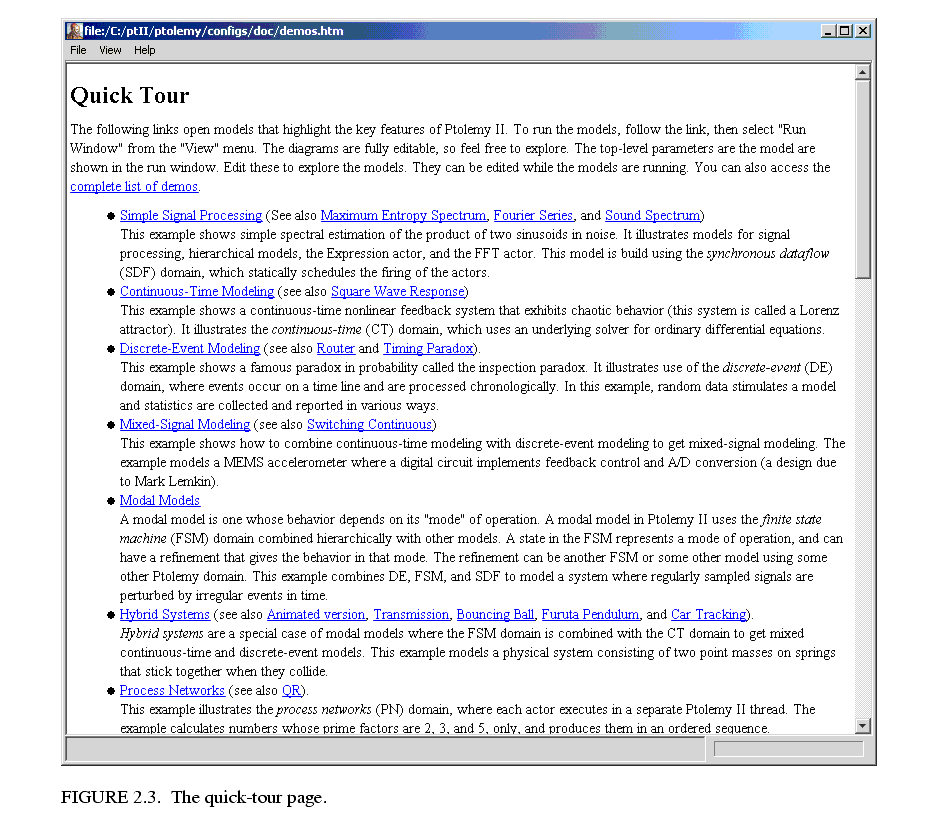 file:/C:/ptII/ptolemy/configs/doc/demos.htm
File View Help
Quick Tour
The following links open models that highlight the key features of Ptolemy II. To run the models, follow the link, then select "Run
Window" from the "View" menu. The diagrams are fully editable, so feel free to explore. The top-level parameters are the model are
shown in the run window. Edit these to explore the models. They can be edited while the models are running. You can also access the
complete list of demos.
● Simple Signal Processing (See also Maximum Entropy Spectrum, Fourier Series, and Sound Spectrum)
This example shows simple spectral estimation of the product of two sinusoids in noise. It illustrates models for signal
processing, hierarchical models, the Expression actor, and the FFT actor. This model is build using the synchronous dataflow
(SDF) domain, which statically schedules the firing of the actors.
● Continuous-Time Modeling (see also Square Wave Response)
This example shows a continuous-time nonlinear feedback system that exhibits chaotic behavior (this system is called a Lorenz
attractor). It illustrates the continuous-time (CT) domain, which uses an underlying solver for ordinary differential equations.
● Discrete-Event Modeling (see also Router and Timing Paradox).
This example shows a famous paradox in probability called the inspection paradox. It illustrates use of the discrete-event (DE)
domain, where events occur on a time line and are processed chronologically. In this example, random data stimulates a model
and statistics are collected and reported in various ways.
● Mixed-Signal Modeling (see also Switching Continuous)
This example shows how to combine continuous-time modeling with discrete-event modeling to get mixed-signal modeling. The
example models a MEMS accelerometer where a digital circuit implements feedback control and A/D conversion (a design due
to Mark Lemkin).
● Modal Models
A modal model is one whose behavior depends on its "mode" of operation. A modal model in Ptolemy II uses the finite state
machine (FSM) domain combined hierarchically with other models. A state in the FSM represents a mode of operation, and can
have a refinement that gives the behavior in that mode. The refinement can be another FSM or some other model using some
other Ptolemy domain. This example combines DE, FSM, and SDF to model a system where regularly sampled signals are
perturbed by irregular events in time.
● Hybrid Systems (see also Animated version, Transmission, Bouncing Ball, Furuta Pendulum, and Car Tracking).
Hybrid systems are a special case of modal models where the FSM domain is combined with the CT domain to get mixed
continuous-time and discrete-event models. This example models a physical system consisting of two point masses on springs
that stick together when they collide.
● Process Networks (see also QR).
This example illustrates the process networks (PN) domain, where each actor executes in a separate Ptolemy II thread. The
example calculates numbers whose prime factors are 2, 3, and 5, only, and produces them in an ordered sequence.
FIGURE 2.3. The quick-tour page.